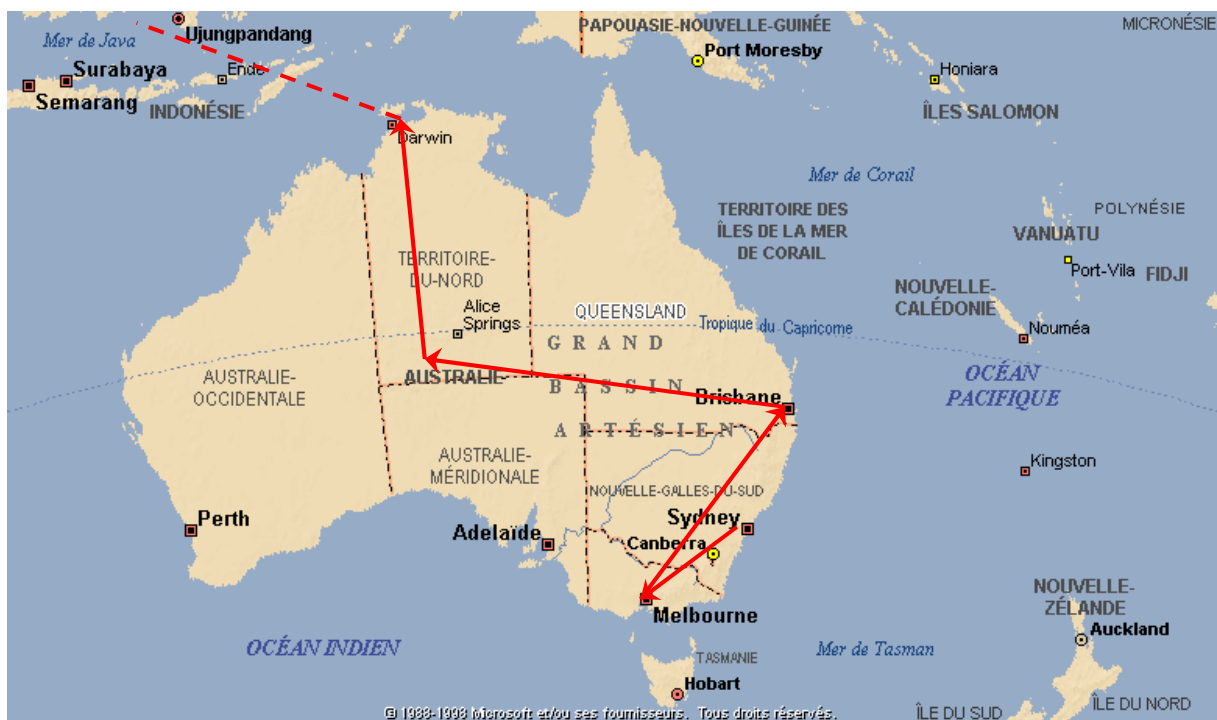 PAPOUASIE-NOUVELLE-GUINÉE
MICRONÉSIE
Ujungpandang
Mer de Java
Port Moresby
Surabaya
Ende
Honiara
Semarang
INDONÉSIE
ÎLES SALOMON
Darwin
Mer de Corail
TERRITOIRE DES
ÎLES DE LA MER
DE CORAIL
POLYNÉSIE
VANUATU
TERRITOIRE-
DU-NORD
Port-Vila
FIDJI
NOUVELLE-
CALÉDONIE
Alice
Springs
QUEENSLAND
Tropique du Capricorne
Nouméa
GRAND
AUSTRALIE-
OCCIDENTALE
AUSTRALIE
BASSIN
Brisbane
OCÉAN
PACIFIQUE
ARTÉSIEN
AUSTRALIE-
MÉRIDIONALE
Kingston
NOUVELLE-GALLES-DU-SUD
Perth
Sydney
Adelaïde
Canberra
NOUVELLE-
ZÉLANDE
Melbourne
Auckland
OCÉAN INDIEN
TASMANIE
Mer de Tasman
Hobart
ÎLE DU NORD
ÎLE DU SUD
© 1988-1998 Microsoft et/ou ses fournisseurs. Tous droits réservés.